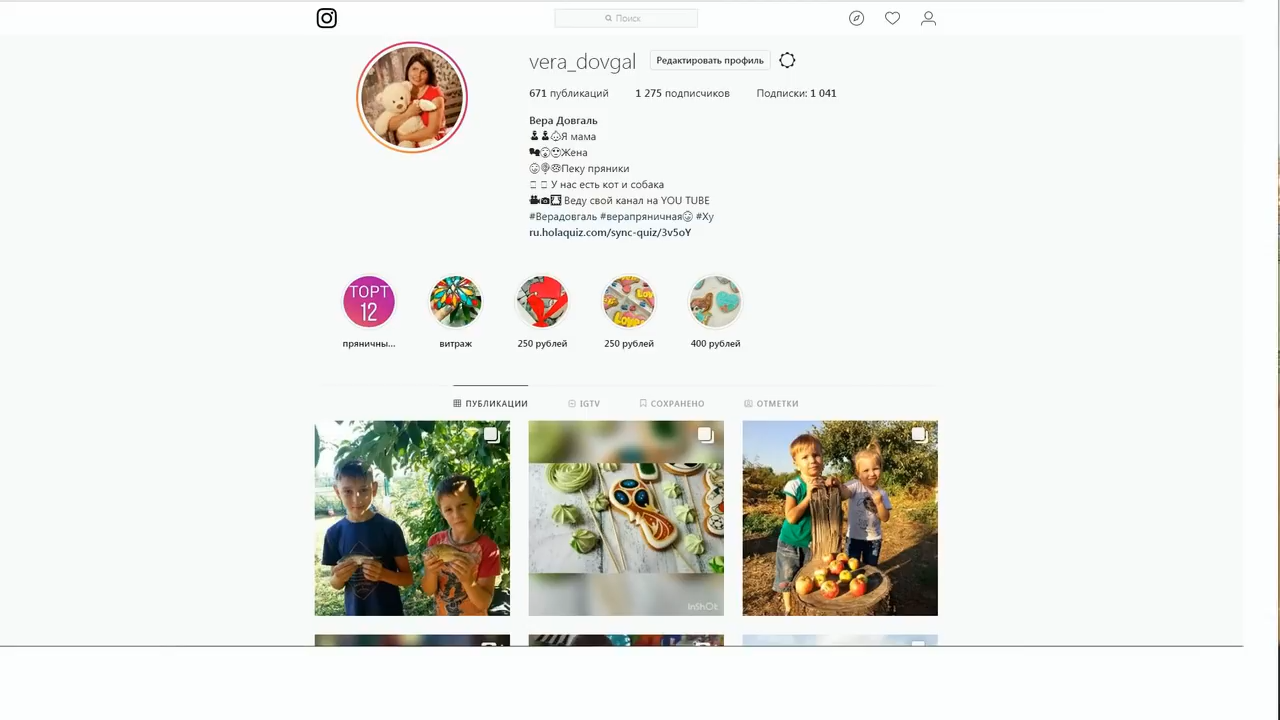 Поиск
vera_dovgal Редактировать профиль
671 публикаций 1 275 подписчиков Подписки: 1 041
Вера Довгаль
Я мама
Жена
Пеку пряники
У нас есть кот и собака
Веду свой канал на YOU TUBE
#Верадовгаль #верапряничная #Ху
ru.holaquiz.com/sync-quiz/3v5oY
ТОРТ
12
пряничны... витраж 250 рублей 250 рублей 400 рублей
ПУБЛИКАЦИИ IGTV СОХРАНЕНО ОТМЕТКИ
InShOt